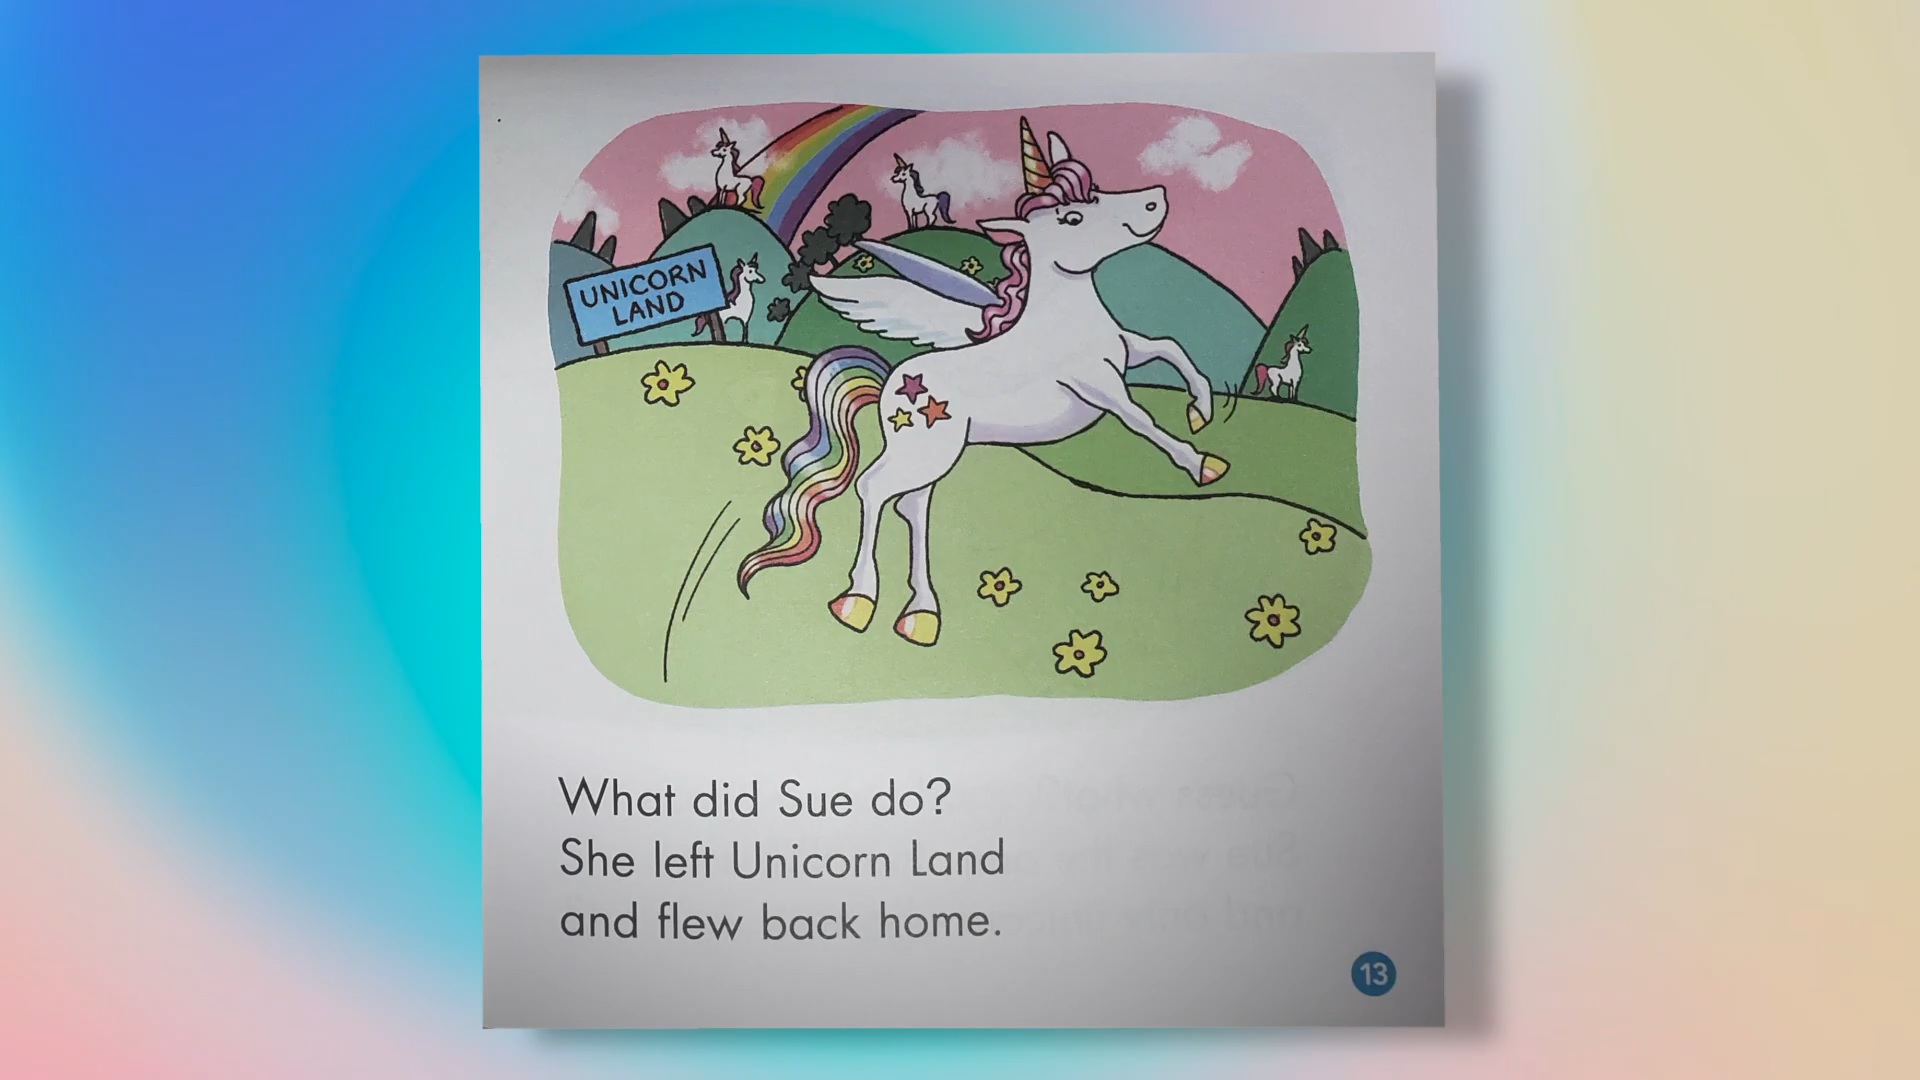 UNICORN
LAND
What did Sue do?
She left Unicorn Land
and flew back home.
13